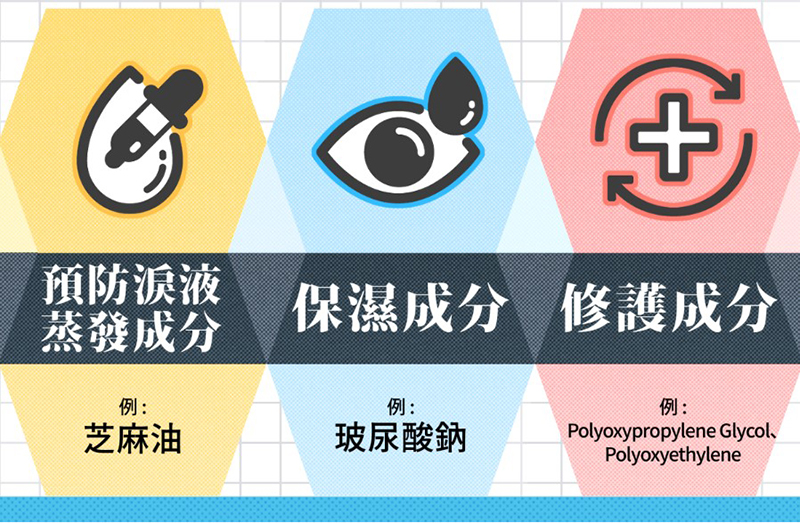 預防淚液
蒸發成分
例：
芝麻油
保濕成分
例：
玻尿酸鈉
修護成分
例：
Polyoxypropylene Glycol、
Polyoxyethylene